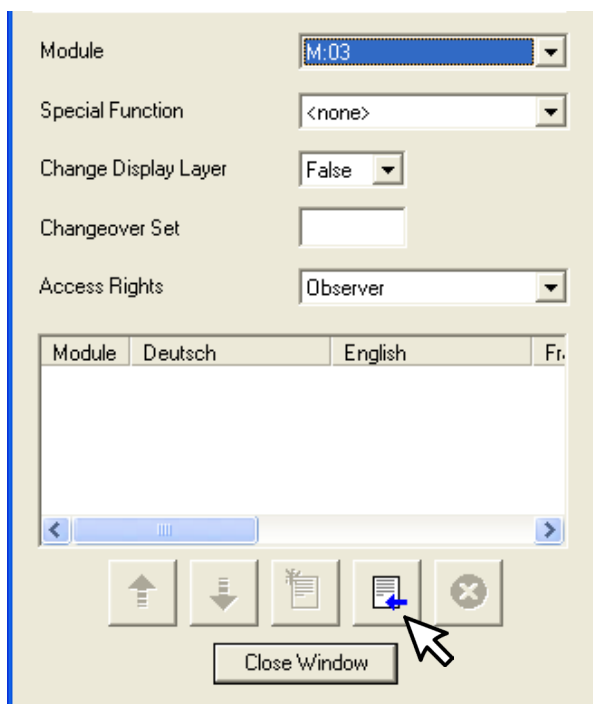 Module M:03
Special Function <none>
Change Display Layer False
Changeover Set
Access Rights Observer
Module Deutsch English Fr
Close Window